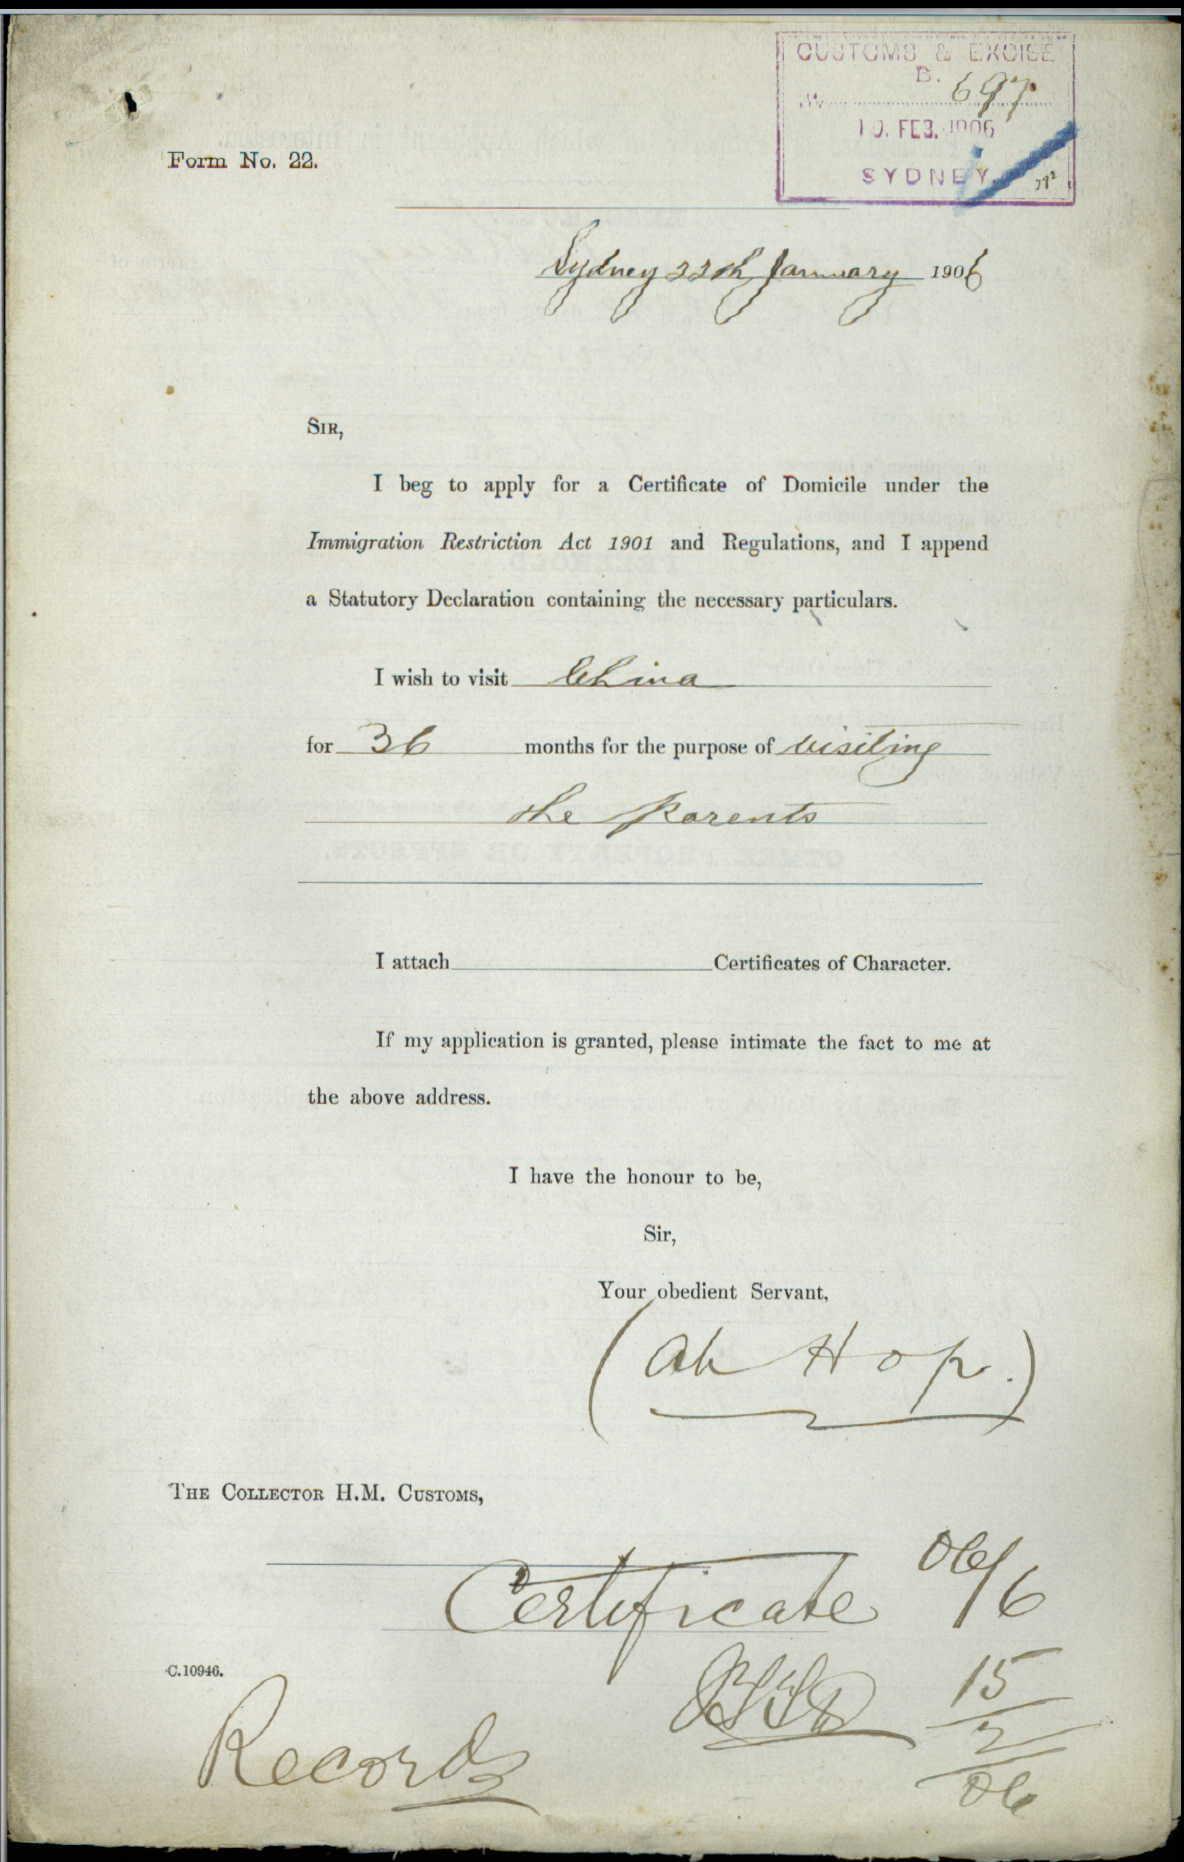 CUSTOMS & EXCISE
B.
No 697
10. FEB. 1906
SYDNEY.
Form No. 22.
Sydney 22th January 1906
SIR,
I beg to apply for a Certificate of Domicile under the
Immigration Restriction Act 1901 and Regulations, and I append
a Statutory Declaration containing the necessary particulars.
I wish to visit China
for 36 months for the purpose of visiting
the Parents
I attach Certificates of Character.
If my application is granted, please intimate the fact to me at
the above address.
I have the honour to be,
Sir,
Your obedient Servant,
(Ah Hop.)
THE COLLECTOR H.M. CUSTOMS,
Certificate 06/6
C.10946.
15/2/06
Records